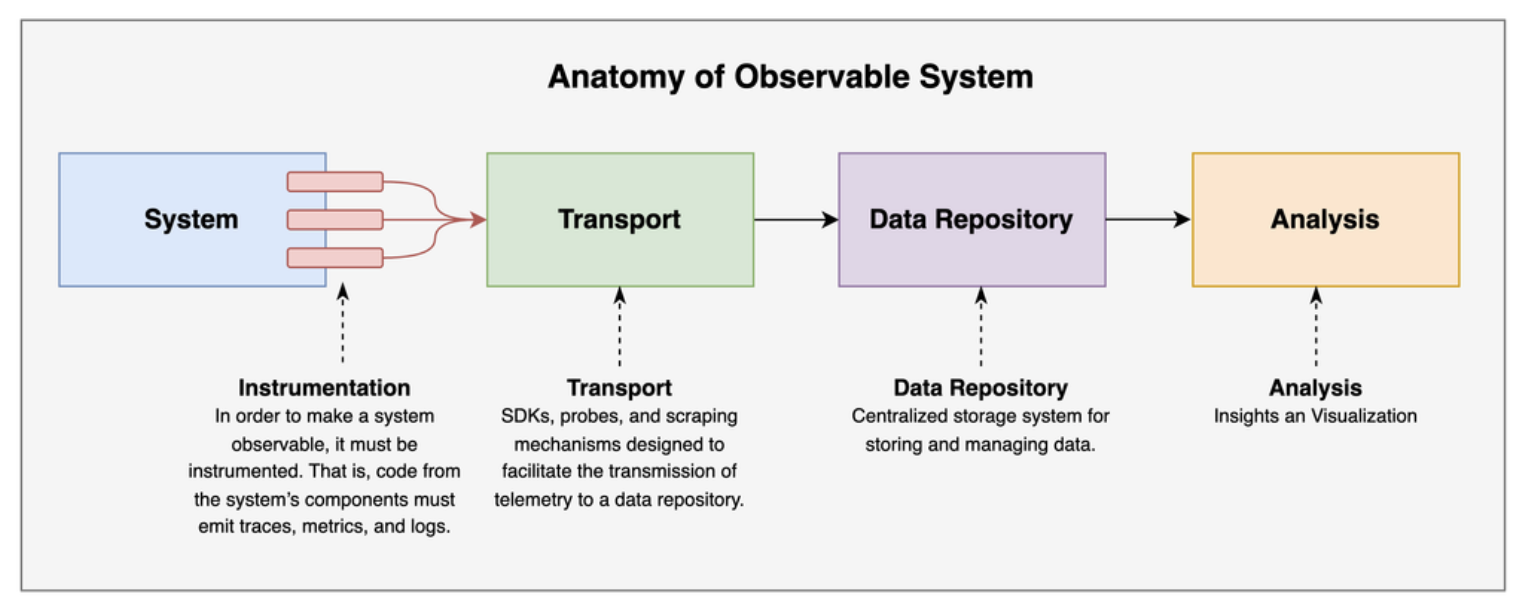 Anatomy of Observable System
System
Transport
Data Repository
Analysis
Instrumentation
In order to make a system
observable, it must be
instrumented. That is, code from
the system's components must
emit traces, metrics, and logs.
Transport
SDKs, probes, and scraping
mechanisms designed to
facilitate the transmission of
telemetry to a data repository.
Data Repository
Centralized storage system for
storing and managing data.
Analysis
Insights an Visualization